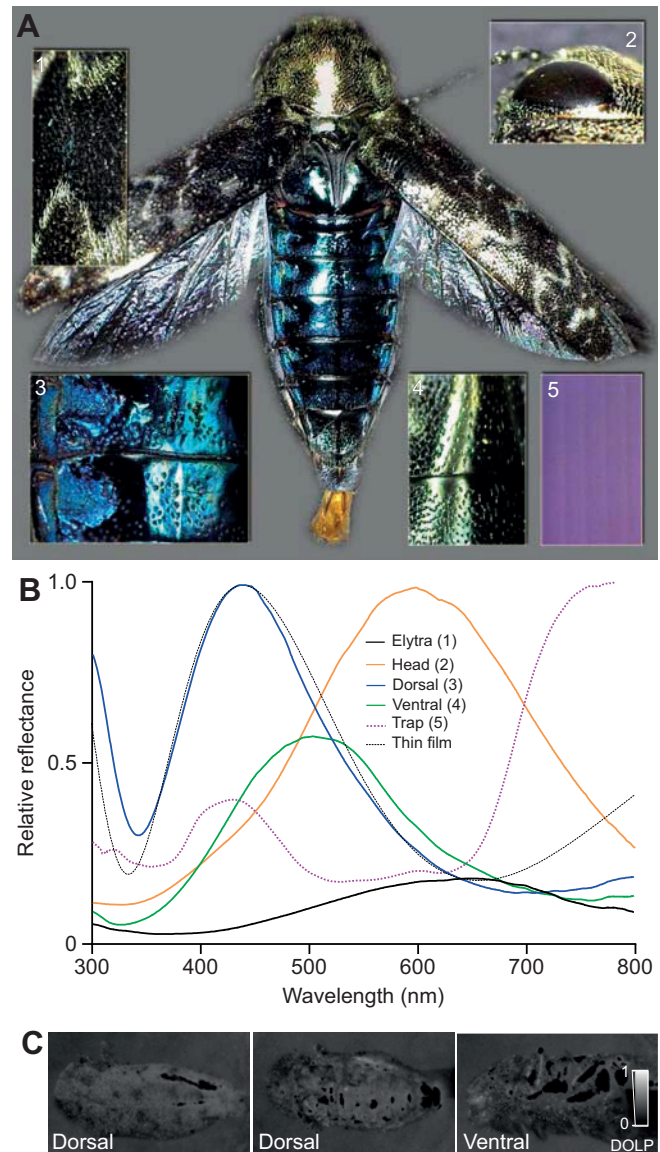 A
1
2
3
4
5
B
1.0
0.5
0
Relative reflectance
Elytra (1)
Head (2)
Dorsal (3)
Ventral (4)
Trap (5)
Thin film
300
400
500
600
700
800
Wavelength (nm)
C
Dorsal
Dorsal
Ventral
1
0
DOLP